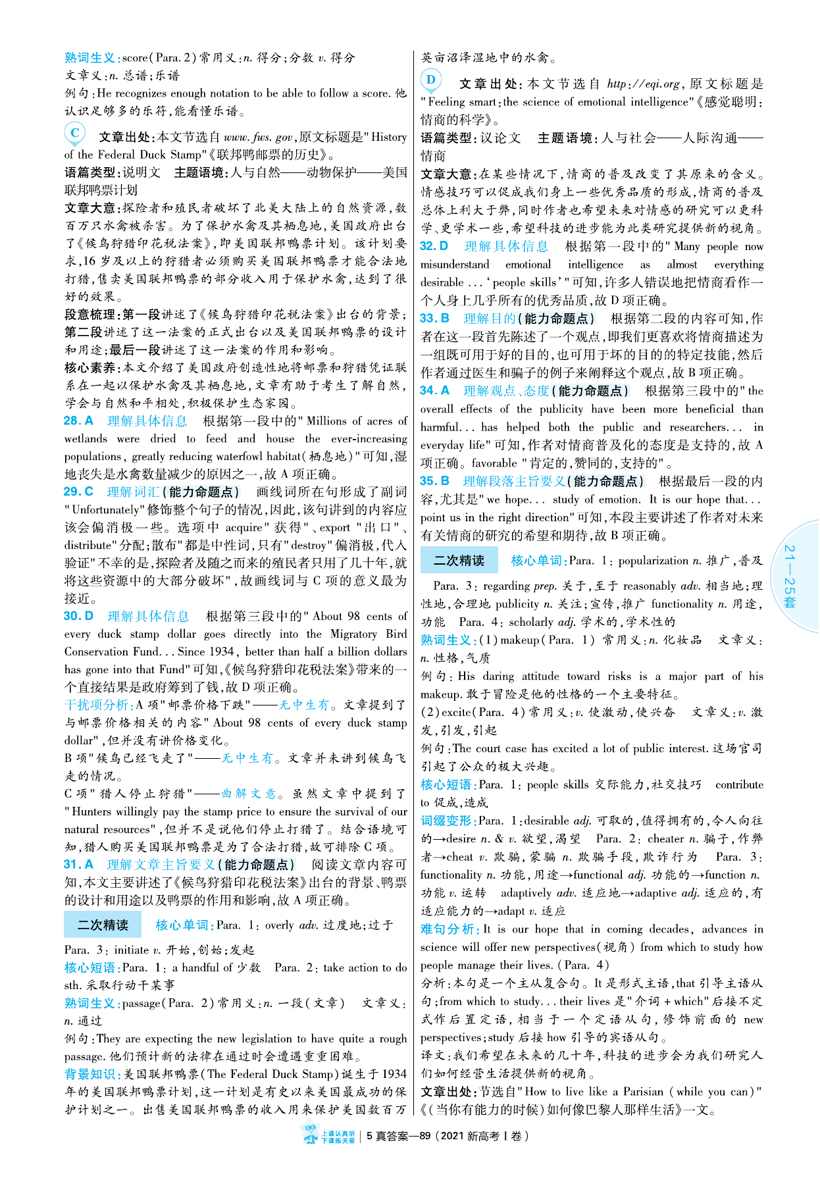 熟词生义:score(Para. 2)常用义:n. 得分;分数 v. 得分
文章义:n. 总谱;乐谱
例句:He recognizes enough notation to be able to follow a score. 他
认识足够多的乐符,能看懂乐谱。
C 文章出处:本文节选自 www. fws. gov,原文标题是"History
of the Federal Duck Stamp"《联邦鸭邮票的历史》。
语篇类型:说明文 主题语境:人与自然——动物保护——美国
联邦鸭票计划
文章大意:探险者和殖民者破坏了北美大陆上的自然资源,数
百万只水禽被杀害。为了保护水禽及其栖息地,美国政府出台
了《候鸟狩猎印花税法案》,即美国联邦鸭票计划。该计划要
求,16 岁及以上的狩猎者必须购买美国联邦鸭票才能合法地
打猎,售卖美国联邦鸭票的部分收入用于保护水禽,达到了很
好的效果。
段意梳理:第一段讲述了《候鸟狩猎印花税法案》出台的背景;
第二段讲述了这一法案的正式出台以及美国联邦鸭票的设计
和用途;最后一段讲述了这一法案的作用和影响。
核心素养:本文介绍了美国政府创造性地将邮票和狩猎凭证联
系在一起以保护水禽及其栖息地,文章有助于考生了解自然,
学会与自然和平相处,积极保护生态家园。
28. A 理解具体信息 根据第一段中的" Millions of acres of
wetlands were dried to feed and house the ever-increasing
populations, greatly reducing waterfowl habitat(栖息地)"可知,湿
地丧失是水禽数量减少的原因之一,故 A 项正确。
29. C 理解词汇(能力命题点) 画线词所在句形成了副词
"Unfortunately"修饰整个句子的情况,因此,该句讲到的内容应
该会偏消极一些。选项中 acquire"获得"、export"出口"、
distribute"分配;散布"都是中性词,只有"destroy"偏消极,代入
验证"不幸的是,探险者及随之而来的殖民者只用了几十年,就
将这些资源中的大部分破坏",故画线词与 C 项的意义最为
接近。
30. D 理解具体信息 根据第三段中的" About 98 cents of
every duck stamp dollar goes directly into the Migratory Bird
Conservation Fund. . . Since 1934, better than half a billion dollars
has gone into that Fund"可知,《候鸟狩猎印花税法案》带来的一
个直接结果是政府筹到了钱,故 D 项正确。
干扰项分析:A 项"邮票价格下跌"——无中生有。文章提到了
与邮票价格相关的内容" About 98 cents of every duck stamp
dollar",但并没有讲价格变化。
B 项"候鸟已经飞走了"——无中生有。文章并未讲到候鸟飞
走的情况。
C 项"猎人停止狩猎"——曲解文意。虽然文章中提到了
"Hunters willingly pay the stamp price to ensure the survival of our
natural resources",但并不是说他们停止打猎了。结合语境可
知,猎人购买美国联邦鸭票是为了合法打猎,故可排除 C 项。
31. A 理解文章主旨要义(能力命题点) 阅读文章内容可
知,本文主要讲述了《候鸟狩猎印花税法案》出台的背景、鸭票
的设计和用途以及鸭票的作用和影响,故 A 项正确。
二次精读 核心单词:Para. 1: overly adv. 过度地;过于
Para. 3: initiate v. 开始,创始;发起
核心短语:Para. 1: a handful of 少数 Para. 2: take action to do
sth. 采取行动干某事
熟词生义:passage(Para. 2)常用义:n. 一段(文章) 文章义:
n. 通过
例句:They are expecting the new legislation to have quite a rough
passage. 他们预计新的法律在通过时会遭遇重重困难。
背景知识:美国联邦鸭票(The Federal Duck Stamp)诞生于 1934
年的美国联邦鸭票计划,这一计划是有史以来美国最成功的保
护计划之一。出售美国联邦鸭票的收入用来保护美国数百万
英亩沼泽湿地中的水禽。
D 文章出处:本文节选自 http://eqi.org,原文标题是
"Feeling smart:the science of emotional intelligence"《感觉聪明:
情商的科学》。
语篇类型:议论文 主题语境:人与社会——人际沟通——
情商
文章大意:在某些情况下,情商的普及改变了其原来的含义。
情感技巧可以促成我们身上一些优秀品质的形成,情商的普及
总体上利大于弊,同时作者也希望未来对情感的研究可以更科
学、更学术一些,希望科技的进步能为此类研究提供新的视角。
32. D 理解具体信息 根据第一段中的" Many people now
misunderstand emotional intelligence as almost everything
desirable . . . ‘people skills’"可知,许多人错误地把情商看作一
个人身上几乎所有的优秀品质,故 D 项正确。
33. B 理解目的(能力命题点) 根据第二段的内容可知,作
者在这一段首先陈述了一个观点,即我们更喜欢将情商描述为
一组既可用于好的目的,也可用于坏的目的的特定技能,然后
作者通过医生和骗子的例子来阐释这个观点,故 B 项正确。
34. A 理解观点、态度(能力命题点) 根据第三段中的"the
overall effects of the publicity have been more beneficial than
harmful. . . has helped both the public and researchers. . . in
everyday life"可知,作者对情商普及化的态度是支持的,故 A
项正确。favorable "肯定的,赞同的,支持的"。
35. B 理解段落主旨要义(能力命题点) 根据最后一段的内
容,尤其是"we hope. . . study of emotion. It is our hope that. . .
point us in the right direction"可知,本段主要讲述了作者对未来
有关情商的研究的希望和期待,故 B 项正确。
二次精读 核心单词:Para. 1: popularization n. 推广,普及
Para. 3: regarding prep. 关于,至于 reasonably adv. 相当地;理
性地,合理地 publicity n. 关注;宣传,推广 functionality n. 用途,
功能 Para. 4: scholarly adj. 学术的,学术性的
熟词生义:(1)makeup(Para. 1) 常用义:n. 化妆品 文章义:
n. 性格,气质
例句: His daring attitude toward risks is a major part of his
makeup. 敢于冒险是他的性格的一个主要特征。
(2)excite(Para. 4)常用义:v. 使激动,使兴奋 文章义:v. 激
发,引发,引起
例句:The court case has excited a lot of public interest. 这场官司
引起了公众的极大兴趣。
核心短语:Para. 1: people skills 交际能力,社交技巧 contribute
to 促成,造成
词缀变形:Para. 1:desirable adj. 可取的,值得拥有的,令人向往
的→desire n. & v. 欲望,渴望 Para. 2: cheater n. 骗子,作弊
者→cheat v. 欺骗,蒙骗 n. 欺骗手段,欺诈行为 Para. 3:
functionality n. 功能,用途→functional adj. 功能的→function n.
功能 v. 运转 adaptively adv. 适应地→adaptive adj. 适应的,有
适应能力的→adapt v. 适应
难句分析:It is our hope that in coming decades, advances in
science will offer new perspectives(视角) from which to study how
people manage their lives. (Para. 4)
分析:本句是一个主从复合句。It 是形式主语,that 引导主语从
句;from which to study. . . their lives 是"介词+which"后接不定
式作后置定语,相当于一个定语从句,修饰前面的 new
perspectives;study 后接 how 引导的宾语从句。
译文:我们希望在未来的几十年,科技的进步会为我们研究人
们如何经营生活提供新的视角。
文章出处:节选自"How to live like a Parisian (while you can)"
《(当你有能力的时候)如何像巴黎人那样生活》一文。
21—25套
上课认真听
下课练天星
5 真答案—89(2021 新高考Ⅰ卷)